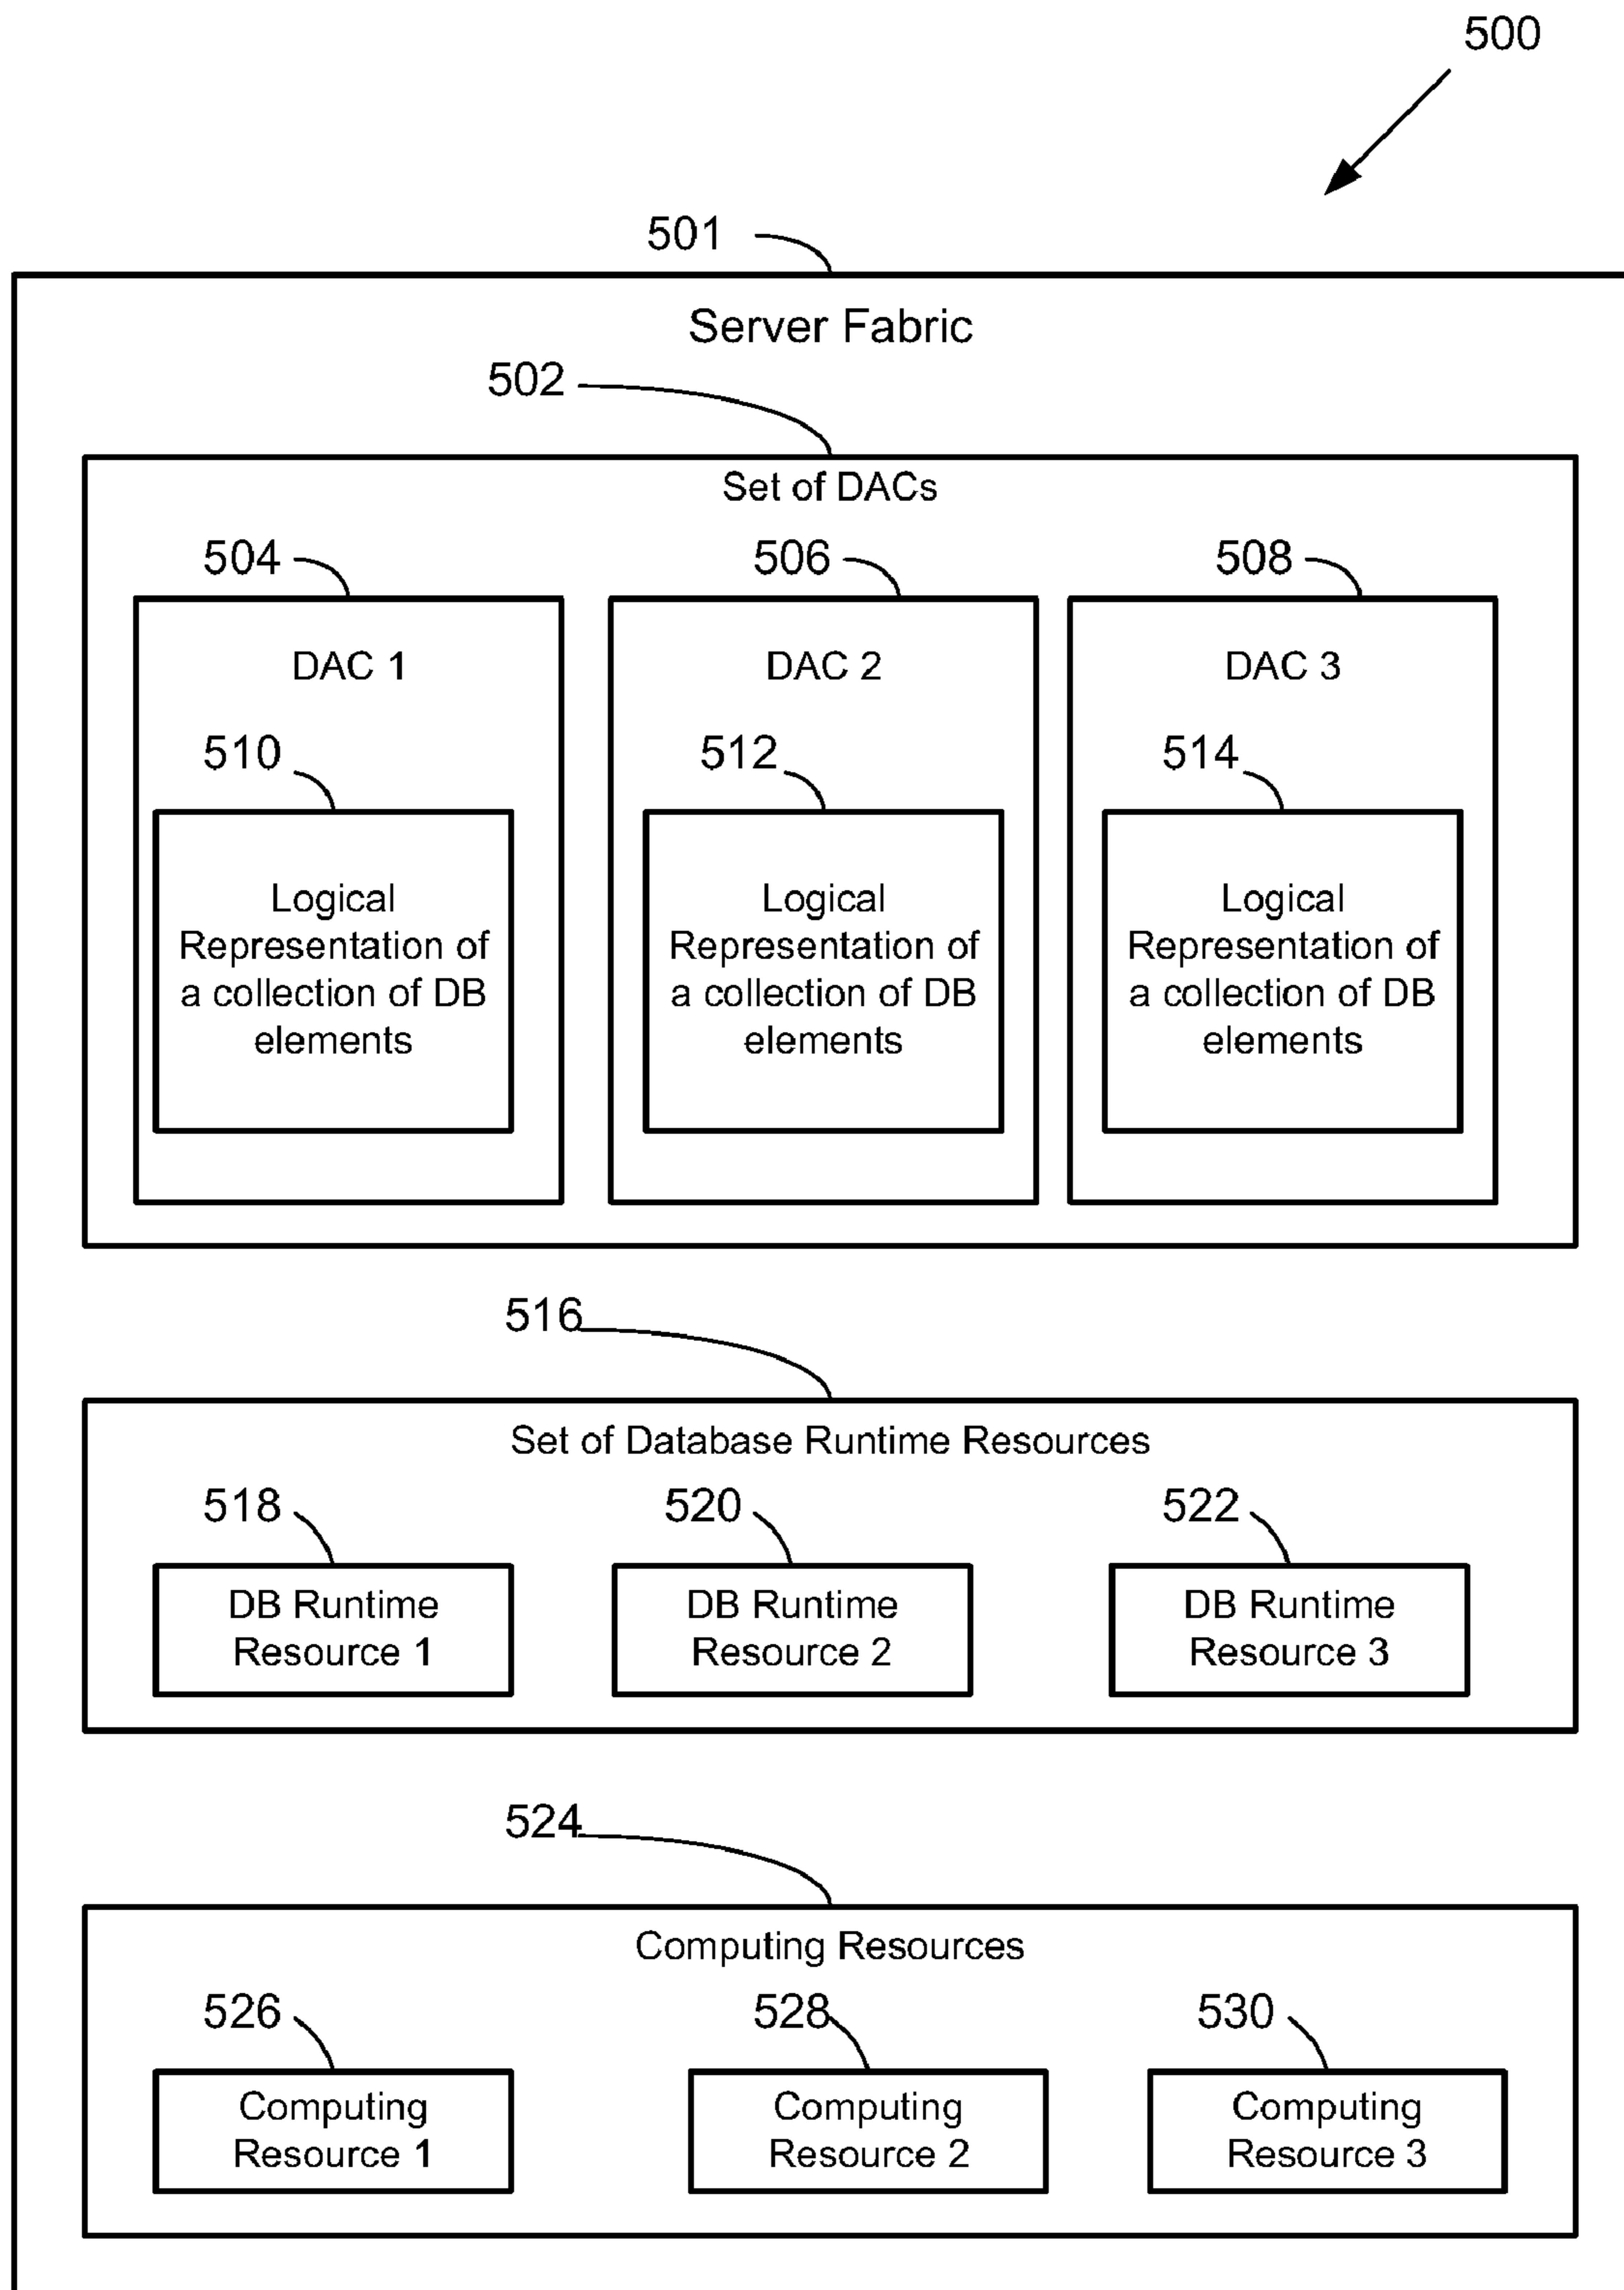 500
501
Server Fabric
502
Set of DACs
504
506
508
DAC 1
DAC 2
DAC 3
510
512
514
Logical
Representation of
a collection of DB
elements
Logical
Representation of
a collection of DB
elements
Logical
Representation of
a collection of DB
elements
516
Set of Database Runtime Resources
518
520
522
DB Runtime
Resource 1
DB Runtime
Resource 2
DB Runtime
Resource 3
524
Computing Resources
526
528
530
Computing
Resource 1
Computing
Resource 2
Computing
Resource 3